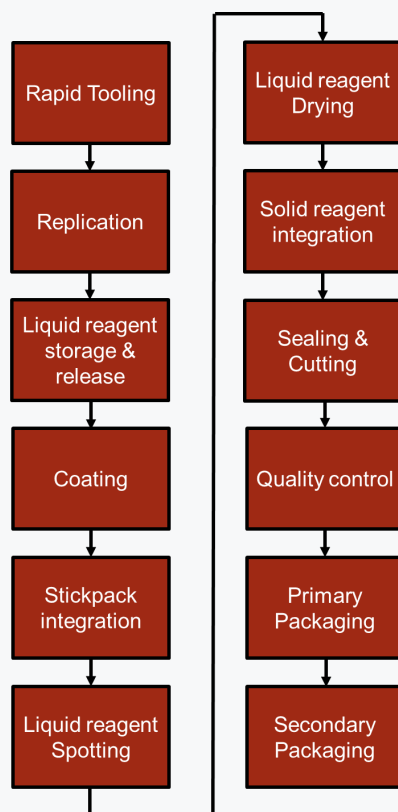 Rapid Tooling
Replication
Liquid reagent
storage &
release
Coating
Stickpack
integration
Liquid reagent
Spotting
Liquid reagent
Drying
Solid reagent
integration
Sealing &
Cutting
Quality control
Primary
Packaging
Secondary
Packaging